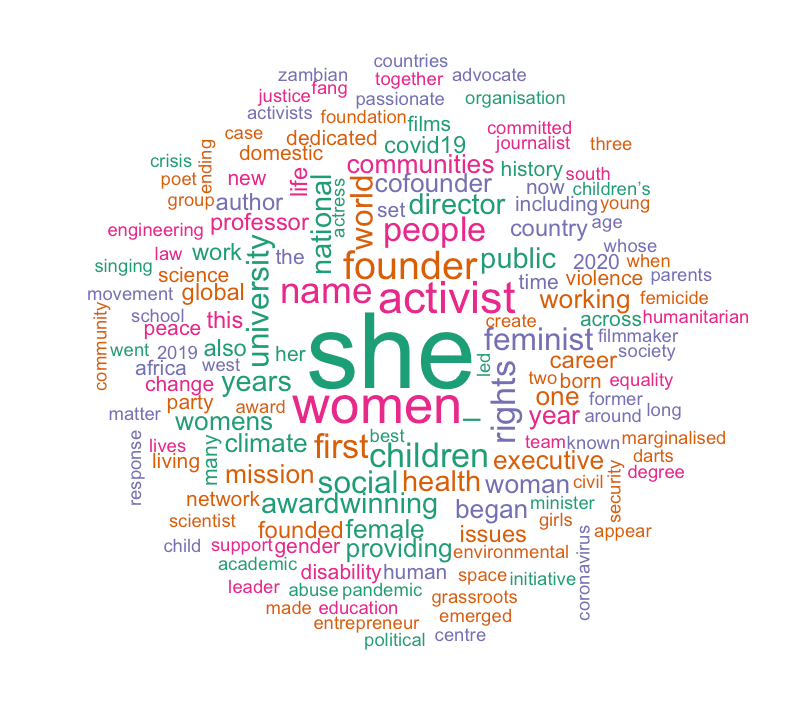 countries
zambian
together
advocate
fang
justice
passionate
organisation
activists
foundation
films
committed
case
dedicated
covid19
journalist
three
crisis
ending
domestic
communities
history
south
poet
new
life
actress
world
cofounder
now
children's
group
author
national
set
director
including
young
engineering
professor
people
country
age
law
work
university
the
founder
public
whose
singing
science
time
2020
when
movement
global
name
activist
violence
parents
working
femicide
school
peace
this
she
create
across
humanitarian
community
went
2019
also
her
led
feminist
filmmaker
africa
west
career
society
change
years
rights
two
born
equality
party
award
women
_
one
former
matter
womens
year
around
long
response
lives
many
climate
first
best
children
team
known
marginalised
living
executive
darts
mission
social
health
woman
civil
security
degree
network
awardwinning
began
minister
scientist
founded
female
issues
girls
appear
child
support
gender
providing
environmental
coronavirus
academic
disability
human
space
initiative
leader
abuse
pandemic
grassroots
made
education
emerged
entrepreneur
political
centre